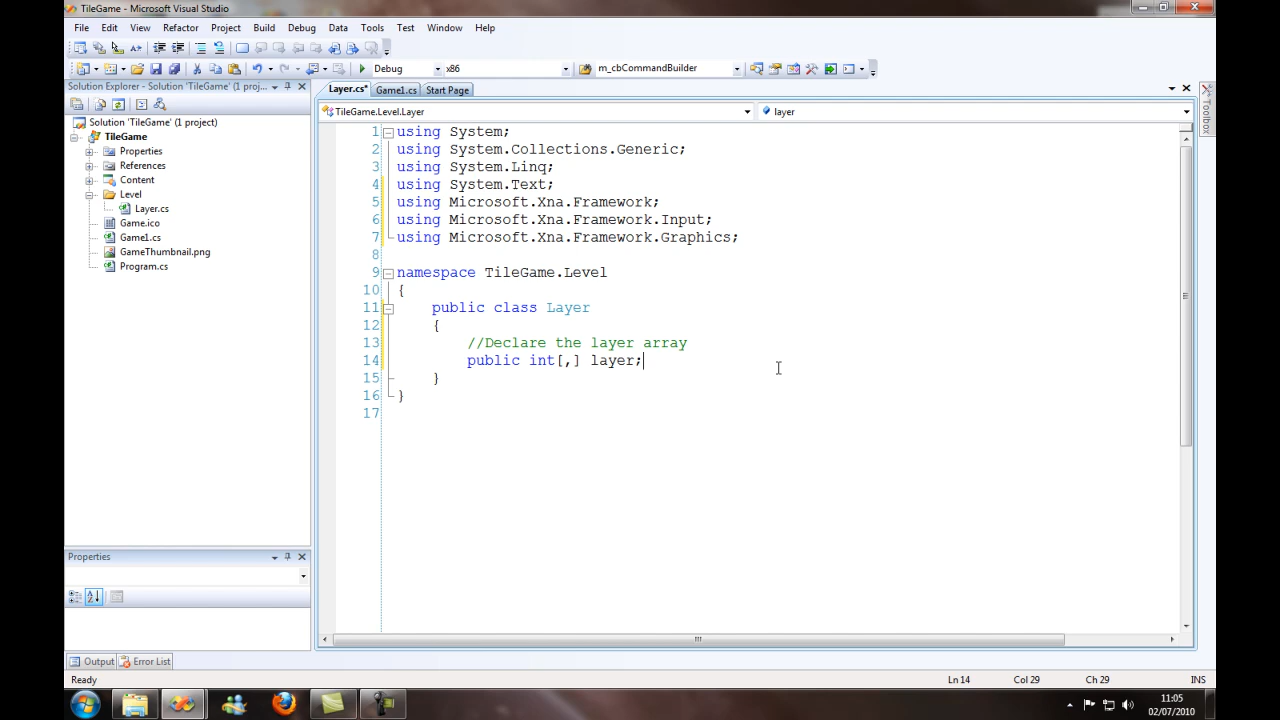 TileGame - Microsoft Visual Studio
File Edit View Refactor Project Build Debug Data Tools Test Window Help
Debug x86 m_cbCommandBuilder
Solution Explorer - Solution 'TileGame' (1 proj...
Layer.cs* Game1.cs Start Page
Toolbox
TileGame.Level.Layer layer
Solution 'TileGame' (1 project)
TileGame
Properties
References
Content
Level
Layer.cs
Game.ico
Game1.cs
GameThumbnail.png
Program.cs
1 using System;
2 using System.Collections.Generic;
3 using System.Linq;
4 using System.Text;
5 using Microsoft.Xna.Framework;
6 using Microsoft.Xna.Framework.Input;
7 using Microsoft.Xna.Framework.Graphics;
8
9 namespace TileGame.Level
10 {
11 public class Layer
12 {
13 //Declare the layer array
14 public int[,] layer;
15 }
16 }
17
Properties
Output Error List
Ready Ln 14 Col 29 Ch 29 INS
11:05
02/07/2010